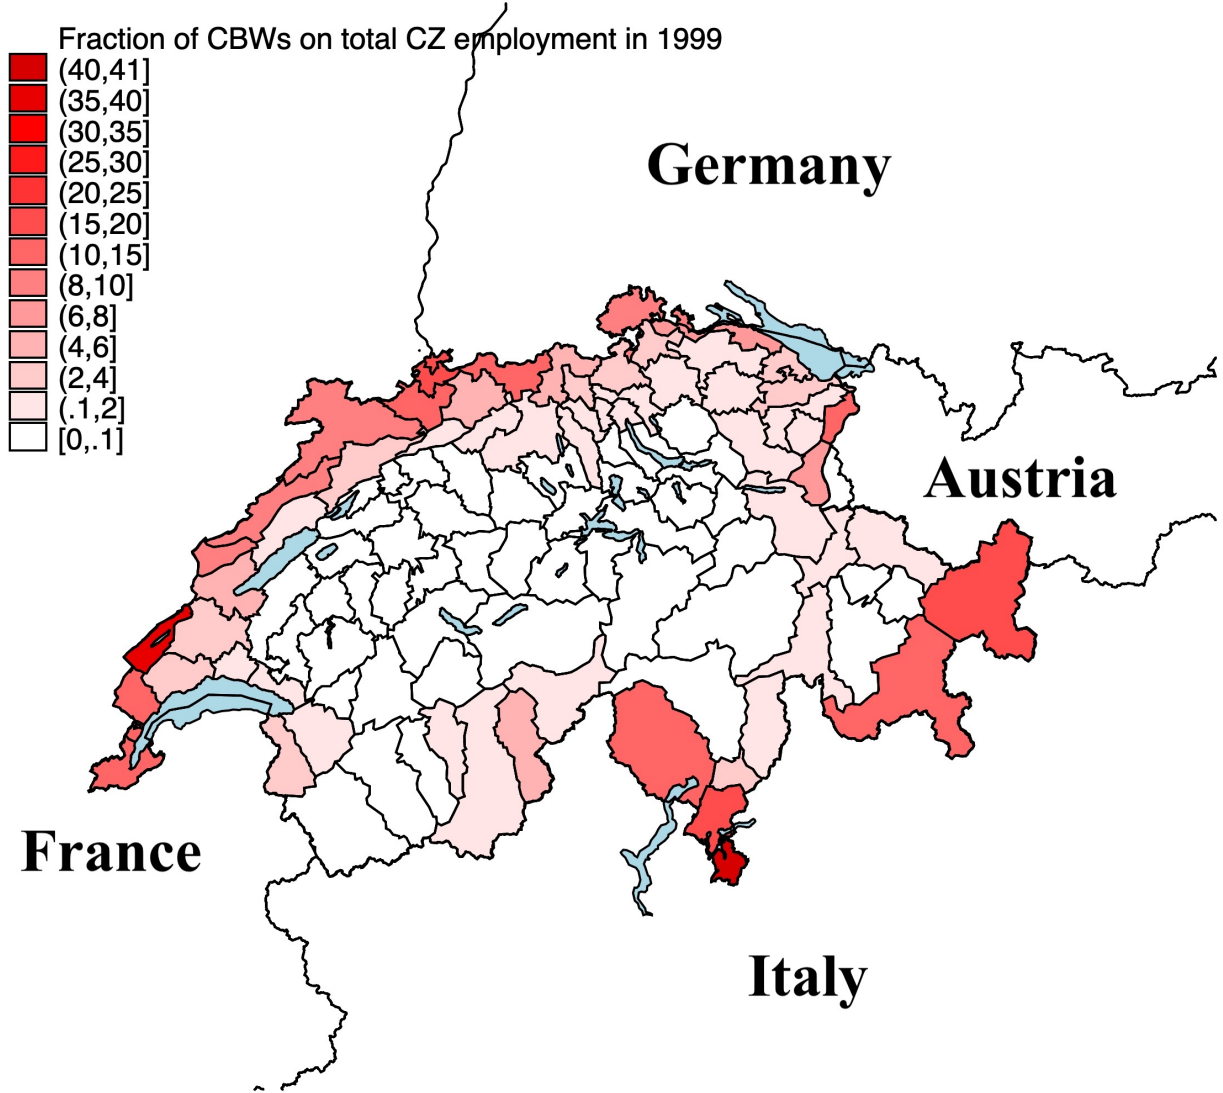 Fraction of CBWs on total CZ employment in 1999
(40,41]
(35,40]
(30,35]
(25,30]
(20,25]
(15,20]
(10,15]
(8,10]
(6,8]
(4,6]
(2,4]
(.1,2]
[0,.1]
Germany
Austria
France
Italy